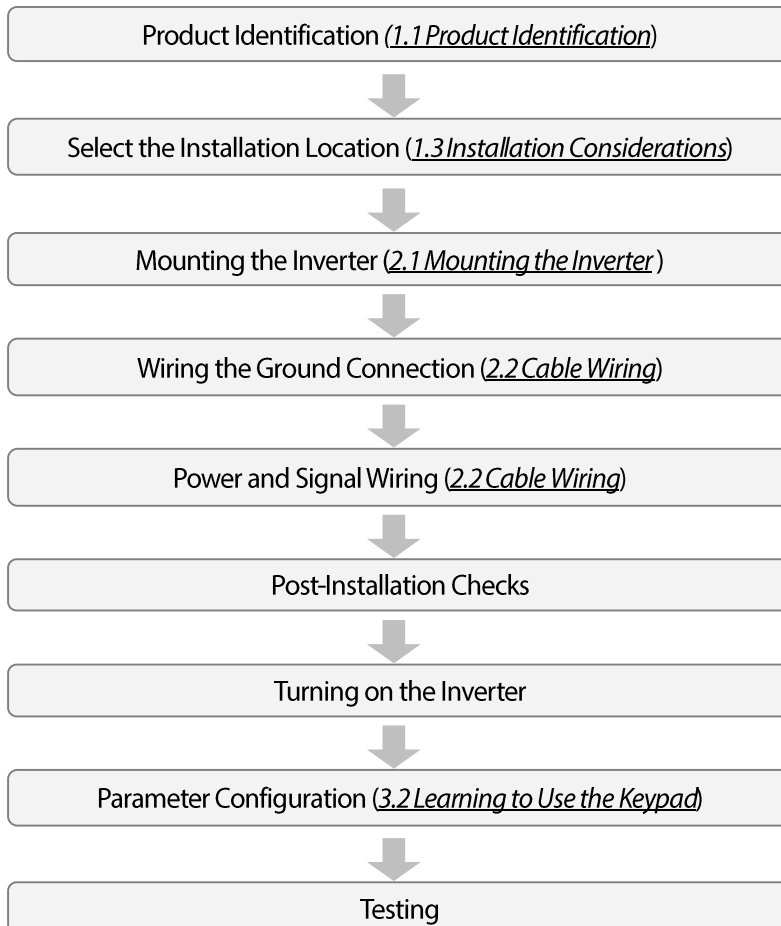 Product Identification (1.1 Product Identification)
Select the Installation Location (1.3 Installation Considerations)
Mounting the Inverter (2.1 Mounting the Inverter )
Wiring the Ground Connection (2.2 Cable Wiring)
Power and Signal Wiring (2.2 Cable Wiring)
Post-Installation Checks
Turning on the Inverter
Parameter Configuration (3.2 Learning to Use the Keypad)
Testing